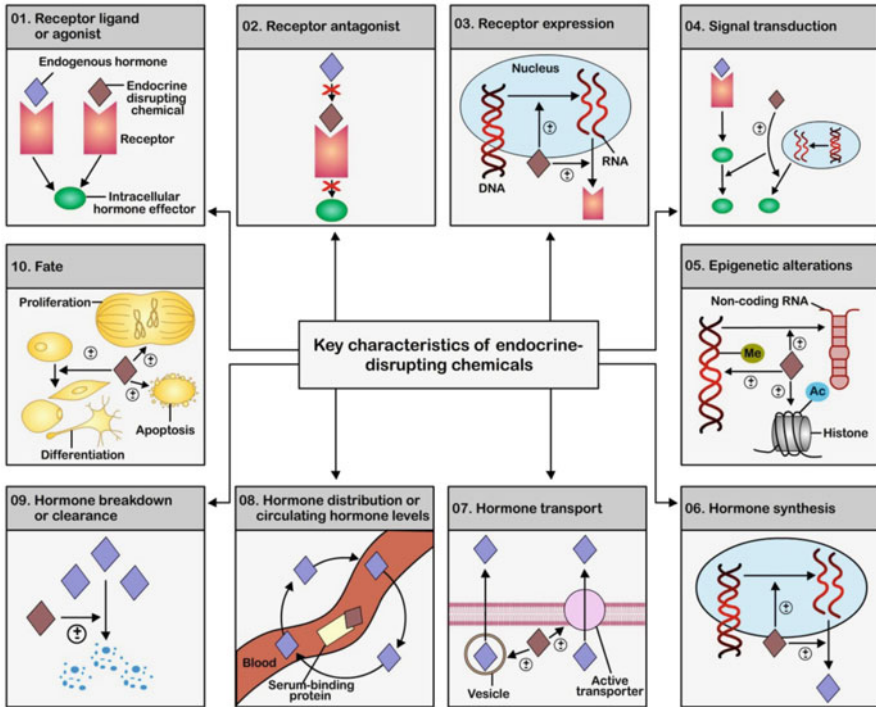 01. Receptor ligand
or agonist
Endogenous hormone
Endocrine
disrupting
chemical
Receptor
Intracellular
hormone effector
02. Receptor antagonist
03. Receptor expression
Nucleus
±
RNA
±
DNA
04. Signal transduction
±
10. Fate
Proliferation
±
±
±
Apoptosis
Differentiation
Key characteristics of endocrine-
disrupting chemicals
05. Epigenetic alterations
Non-coding RNA
Me
±
±
±
Ac
Histone
09. Hormone breakdown
or clearance
±
08. Hormone distribution or
circulating hormone levels
Blood
Serum-binding
protein
07. Hormone transport
±
±
Vesicle
Active
transporter
06. Hormone synthesis
±
±